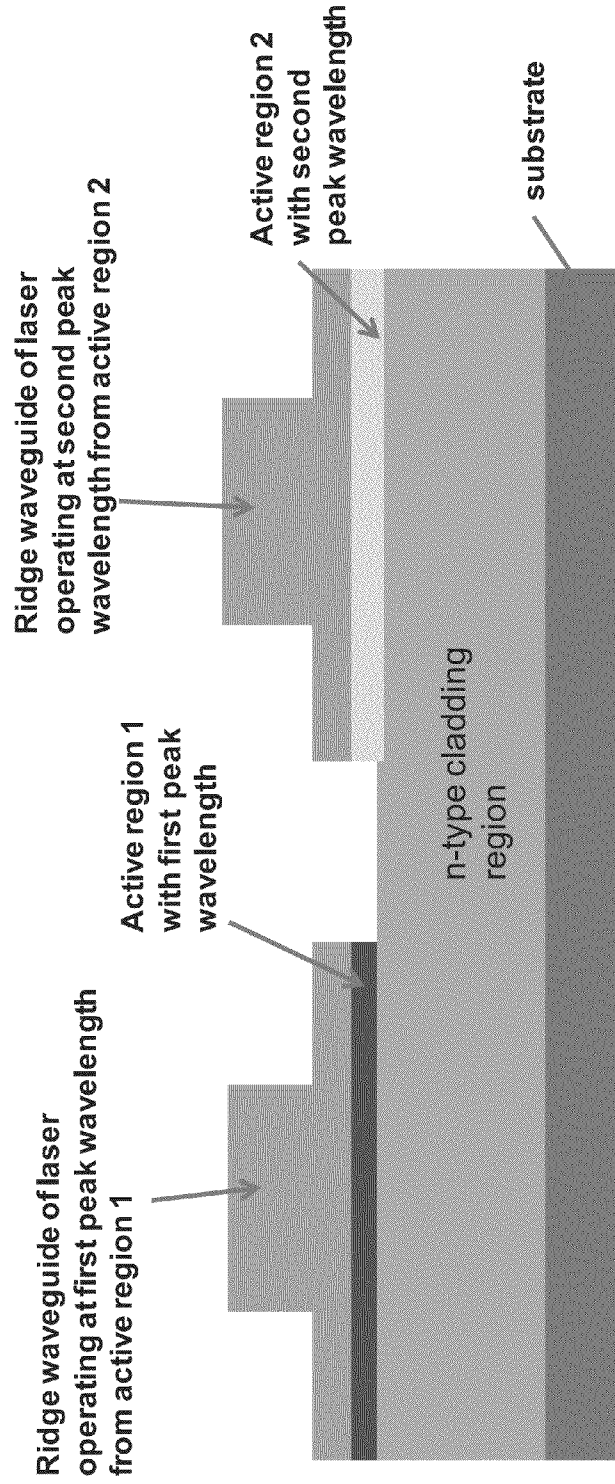 Ridge waveguide of laser
operating at first peak wavelength
from active region 1
Active region 1
with first peak
wavelength
Ridge waveguide of laser
operating at second peak
wavelength from active region 2
Active region 2
with second
peak wavelength
n-type cladding
region
substrate